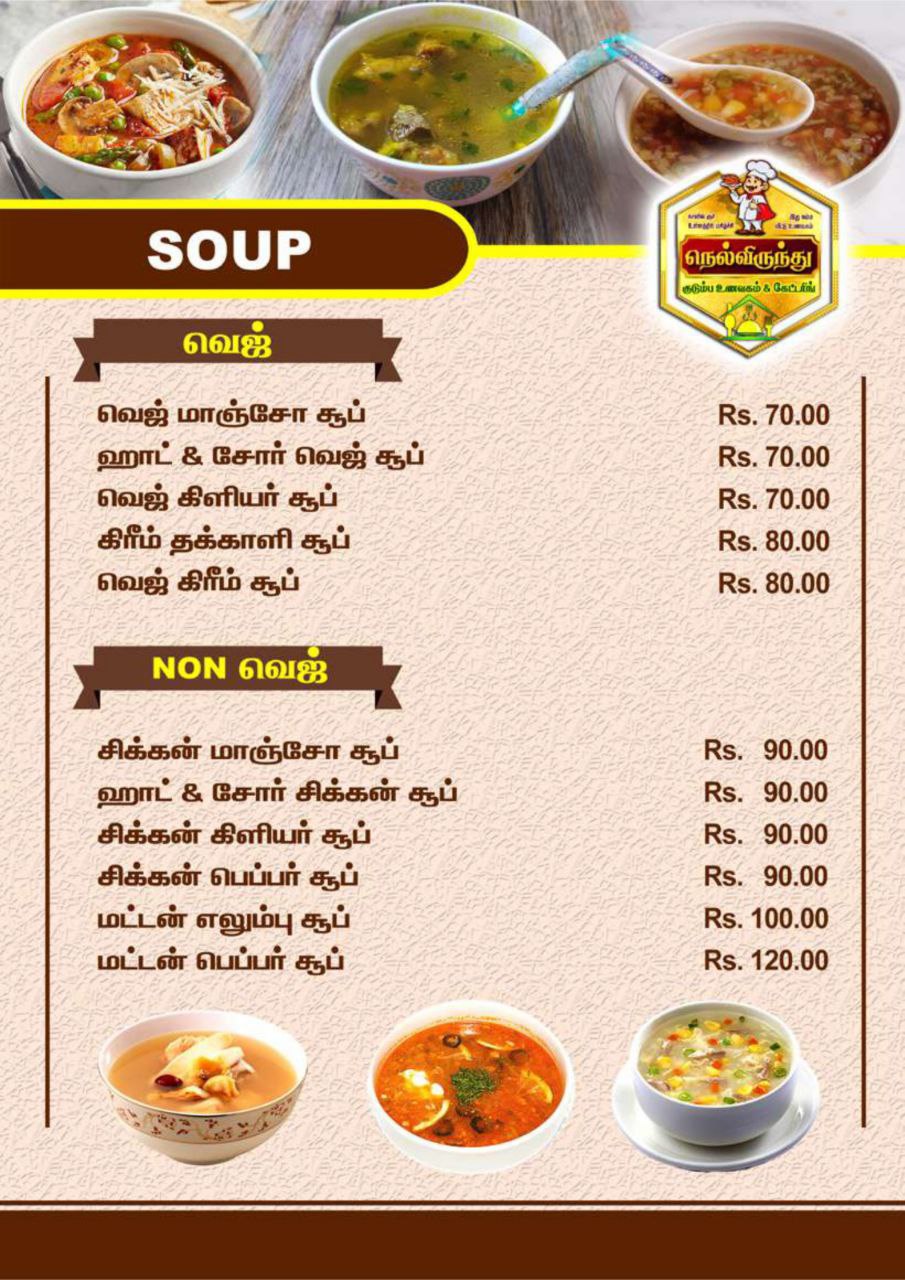 SOUP
நெல்விருந்து
குடும்ப உணவகம் & கேட்டரிங்
வெஜ்
வெஜ் மாஞ்சோ சூப் Rs. 70.00
ஹாட் & சோர் வெஜ் சூப் Rs. 70.00
வெஜ் கிளியர் சூப் Rs. 70.00
கிரீம் தக்காளி சூப் Rs. 80.00
வெஜ் கிரீம் சூப் Rs. 80.00
NON வெஜ்
சிக்கன் மாஞ்சோ சூப் Rs. 90.00
ஹாட் & சோர் சிக்கன் சூப் Rs. 90.00
சிக்கன் கிளியர் சூப் Rs. 90.00
சிக்கன் பெப்பர் சூப் Rs. 90.00
மட்டன் எலும்பு சூப் Rs. 100.00
மட்டன் பெப்பர் சூப் Rs. 120.00